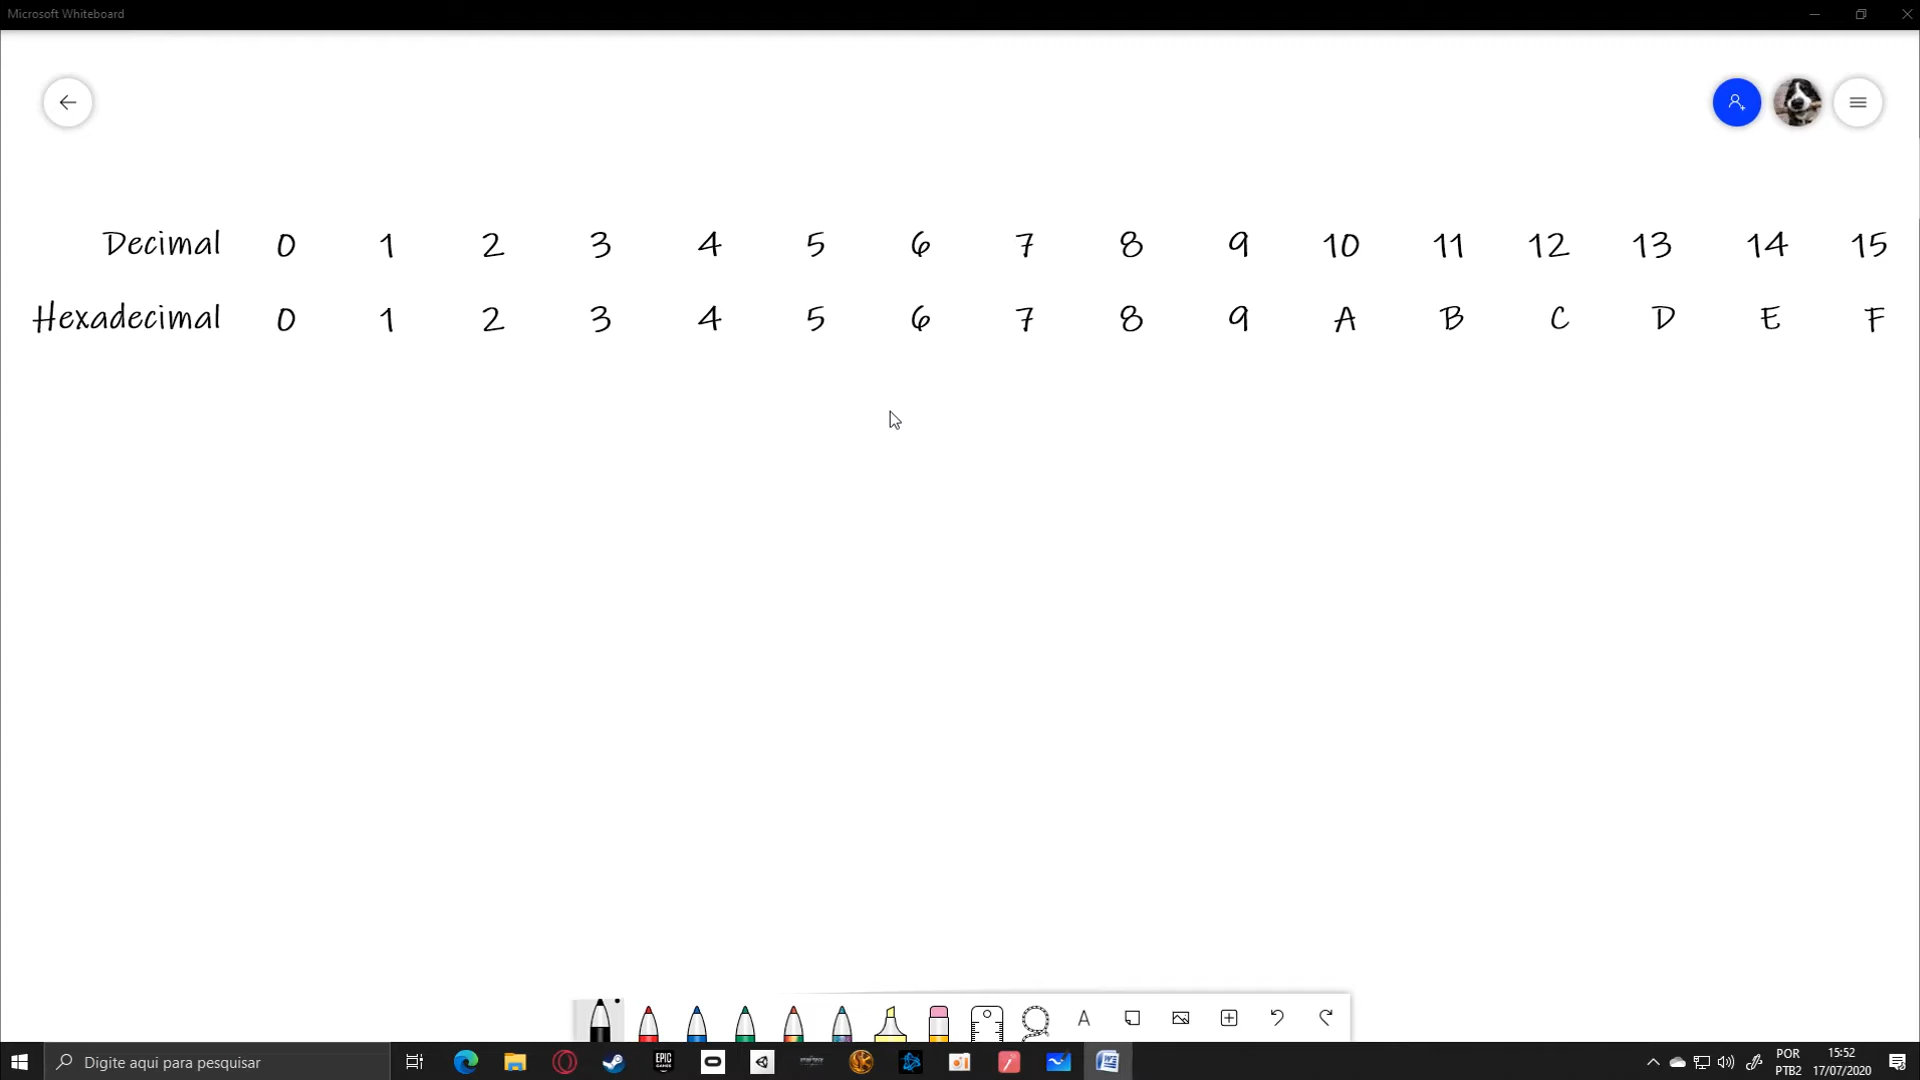 Microsoft Whiteboard
Decimal 0 1 2 3 4 5 6 7 8 9 10 11 12 13 14 15
Hexadecimal 0 1 2 3 4 5 6 7 8 9 A B C D E F
A
Digite aqui para pesquisar
EPIC GAMES
POR 15:52
PTB2 17/07/2020